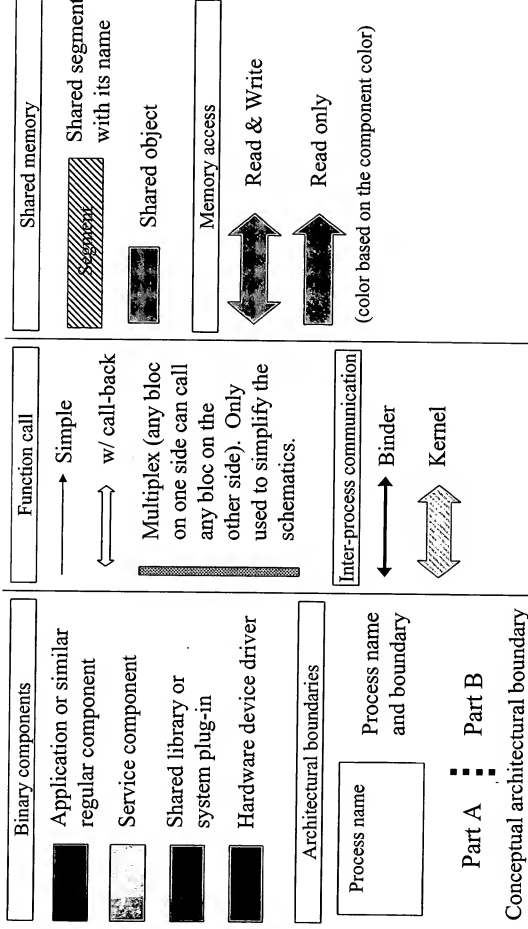 Binary components
Application or similar
regular component
Service component
Shared library or
system plug-in
Hardware device driver
Architectural boundaries
Process name
Process name
and boundary
Part A
Part B
Conceptual architectural boundary
Function call
Simple
w/ call-back
Multiplex (any bloc
on one side can call
any bloc on the
other side). Only
used to simplify the
schematics.
Inter-process communication
Binder
Kernel
Shared memory
Segment
Shared segment
with its name
Shared object
Memory access
Read & Write
Read only
(color based on the component color)